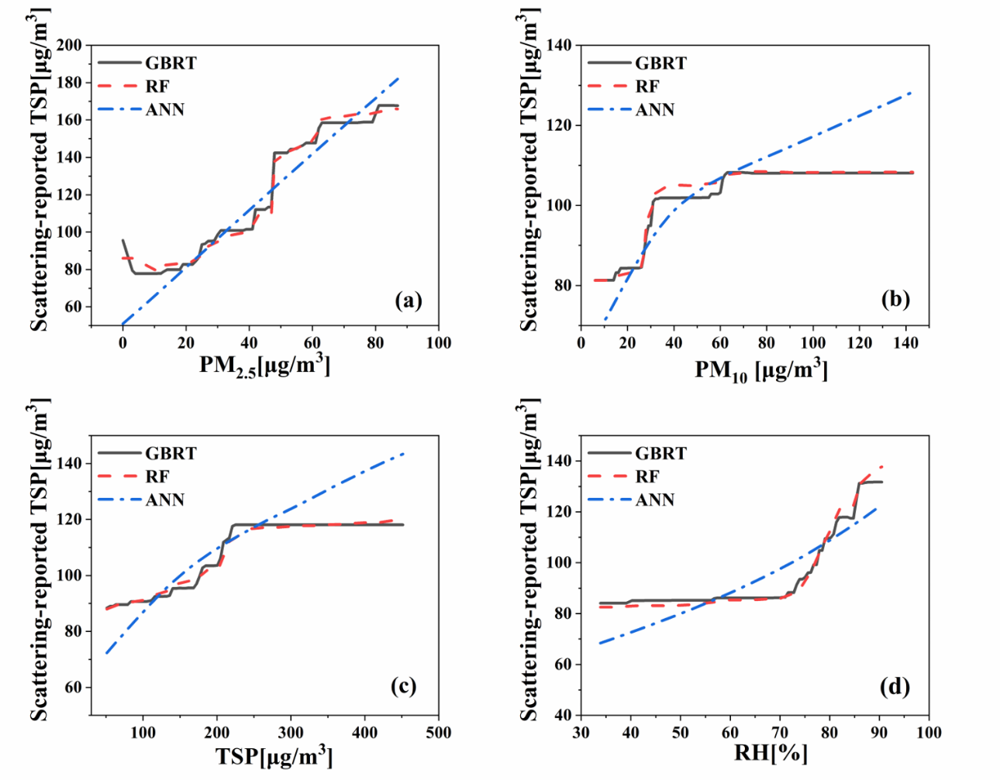 Scattering-reported TSP[µg/m³]
200
180
160
140
120
100
80
60
GBRT
RF
ANN
(a)
0 20 40 60 80 100
PM₂.₅[µg/m³]
Scattering-reported TSP[µg/m³]
140
120
100
80
GBRT
RF
ANN
(b)
0 20 40 60 80 100 120 140
PM₁₀ [µg/m³]
Scattering-reported TSP[µg/m³]
140
120
100
80
60
GBRT
RF
ANN
(c)
100 200 300 400 500
TSP[µg/m³]
Scattering-reported TSP[µg/m³]
140
120
100
80
60
40
GBRT
RF
ANN
(d)
30 40 50 60 70 80 90 100
RH[%]